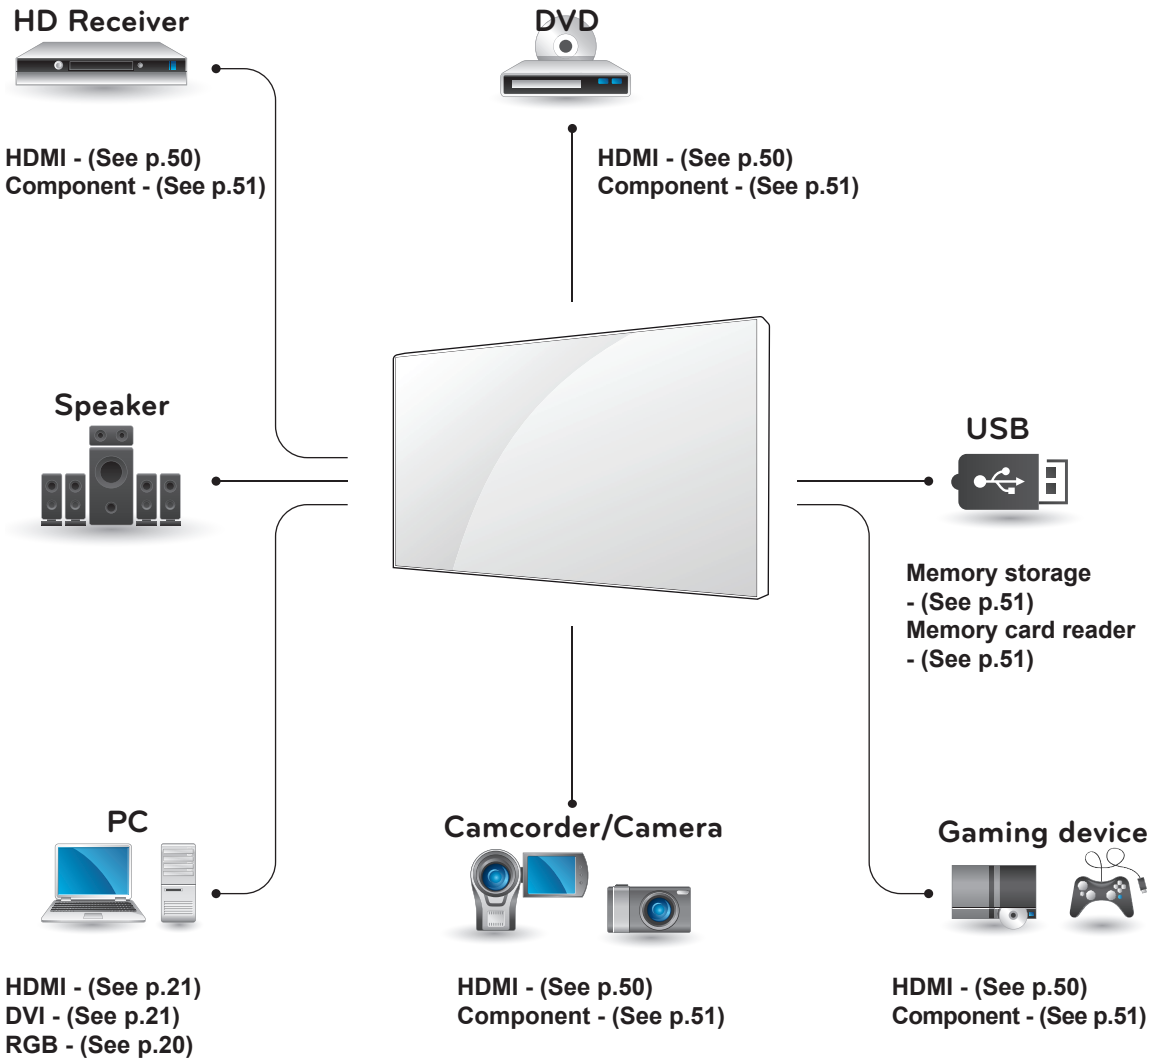 HD Receiver
HDMI - (See p.50)
Component - (See p.51)
DVD
HDMI - (See p.50)
Component - (See p.51)
Speaker
USB
Memory storage
- (See p.51)
Memory card reader
- (See p.51)
PC
HDMI - (See p.21)
DVI - (See p.21)
RGB - (See p.20)
Camcorder/Camera
HDMI - (See p.50)
Component - (See p.51)
Gaming device
HDMI - (See p.50)
Component - (See p.51)